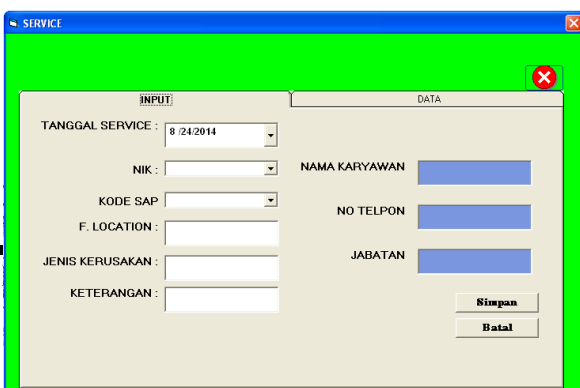 SERVICE
INPUT
DATA
TANGGAL SERVICE :
8 /24/2014
NIK :
NAMA KARYAWAN
KODE SAP
NO TELPON
F. LOCATION :
JABATAN
JENIS KERUSAKAN :
KETERANGAN :
Simpan
Batal